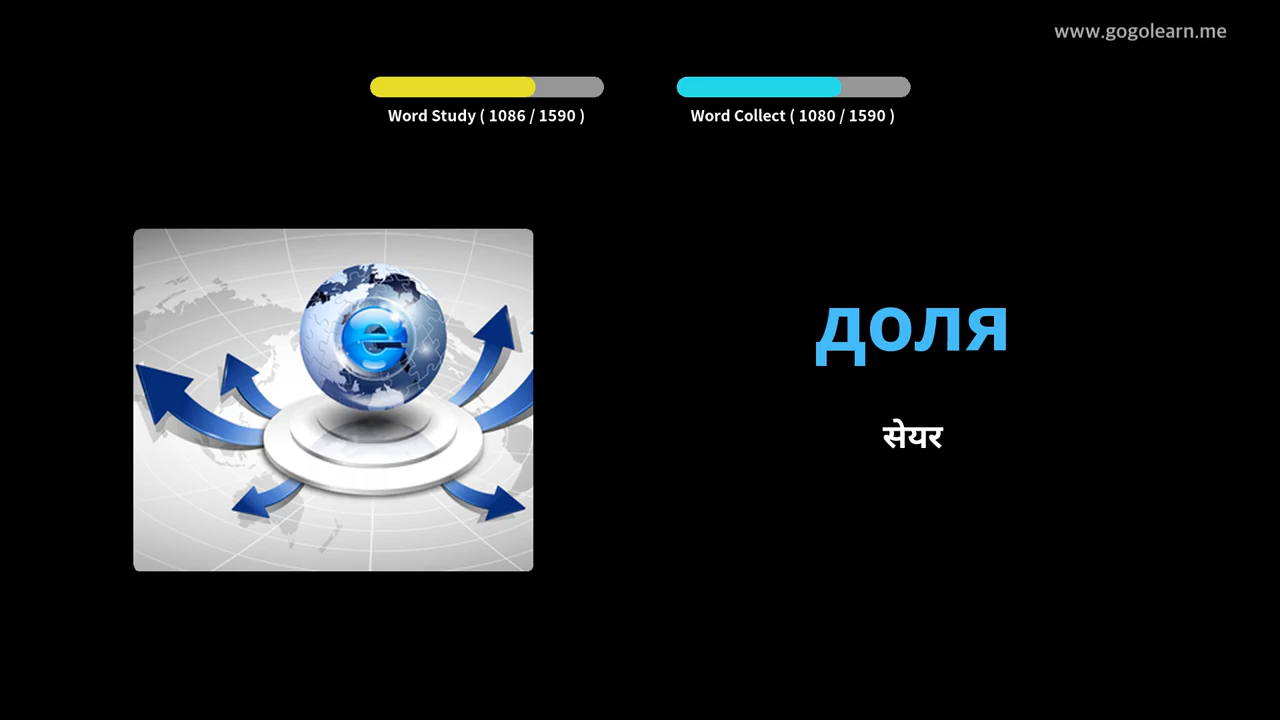 www.gogolearn.me
Word Study ( 1086 / 1590 )
Word Collect ( 1080 / 1590 )
e
доля
सेयर